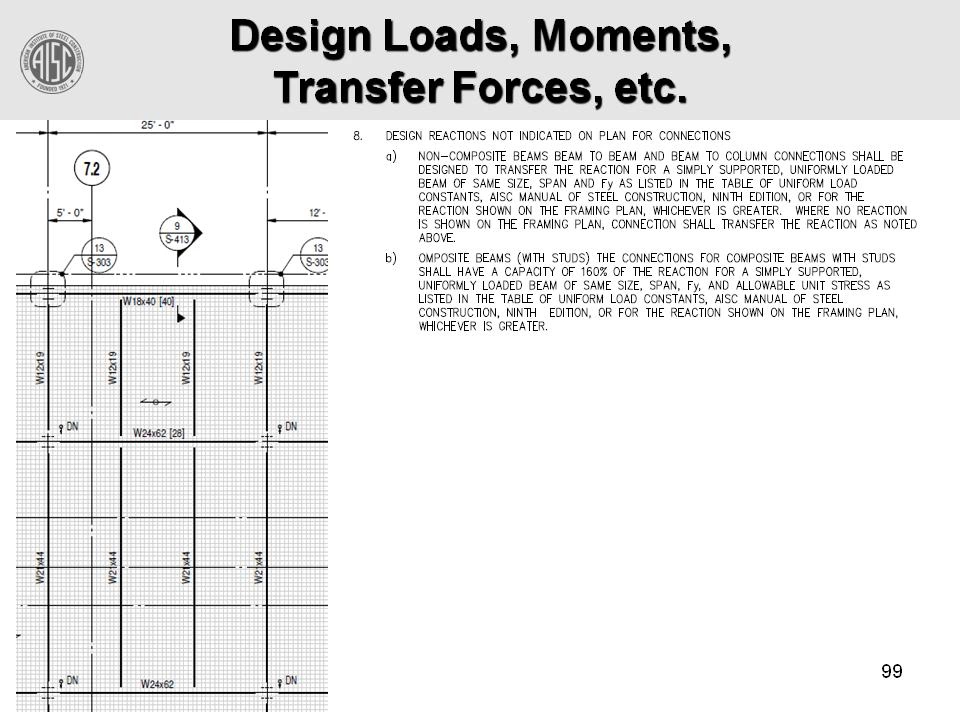 Design Loads, Moments,
Transfer Forces, etc.
AMERICAN INSTITUTE OF STEEL CONSTRUCTION
AISC
FOUNDED 1921
25' - 0"
7.2
5' - 0"
9
S-413
12'-
13
S-303
13
S-303
W18x40 [40]
W12x19
W12x19
W12x19
W12x19
DN
DN
W24x62 [28]
W21x44
W21x44
W21x44
W21x44
DN
DN
W24x62
8. DESIGN REACTIONS NOT INDICATED ON PLAN FOR CONNECTIONS
a) NON-COMPOSITE BEAMS BEAM TO BEAM AND BEAM TO COLUMN CONNECTIONS SHALL BE
DESIGNED TO TRANSFER THE REACTION FOR A SIMPLY SUPPORTED, UNIFORMLY LOADED
BEAM OF SAME SIZE, SPAN AND Fy AS LISTED IN THE TABLE OF UNIFORM LOAD
CONSTANTS, AISC MANUAL OF STEEL CONSTRUCTION, NINTH EDITION, OR FOR THE
REACTION SHOWN ON THE FRAMING PLAN, WHICHEVER IS GREATER. WHERE NO REACTION
IS SHOWN ON THE FRAMING PLAN, CONNECTION SHALL TRANSFER THE REACTION AS NOTED
ABOVE.
b) OMPOSITE BEAMS (WITH STUDS) THE CONNECTIONS FOR COMPOSITE BEAMS WITH STUDS
SHALL HAVE A CAPACITY OF 160% OF THE REACTION FOR A SIMPLY SUPPORTED,
UNIFORMLY LOADED BEAM OF SAME SIZE, SPAN, Fy, AND ALLOWABLE UNIT STRESS AS
LISTED IN THE TABLE OF UNIFORM LOAD CONSTANTS, AISC MANUAL OF STEEL
CONSTRUCTION, NINTH EDITION, OR FOR THE REACTION SHOWN ON THE FRAMING PLAN,
WHICHEVER IS GREATER.
99